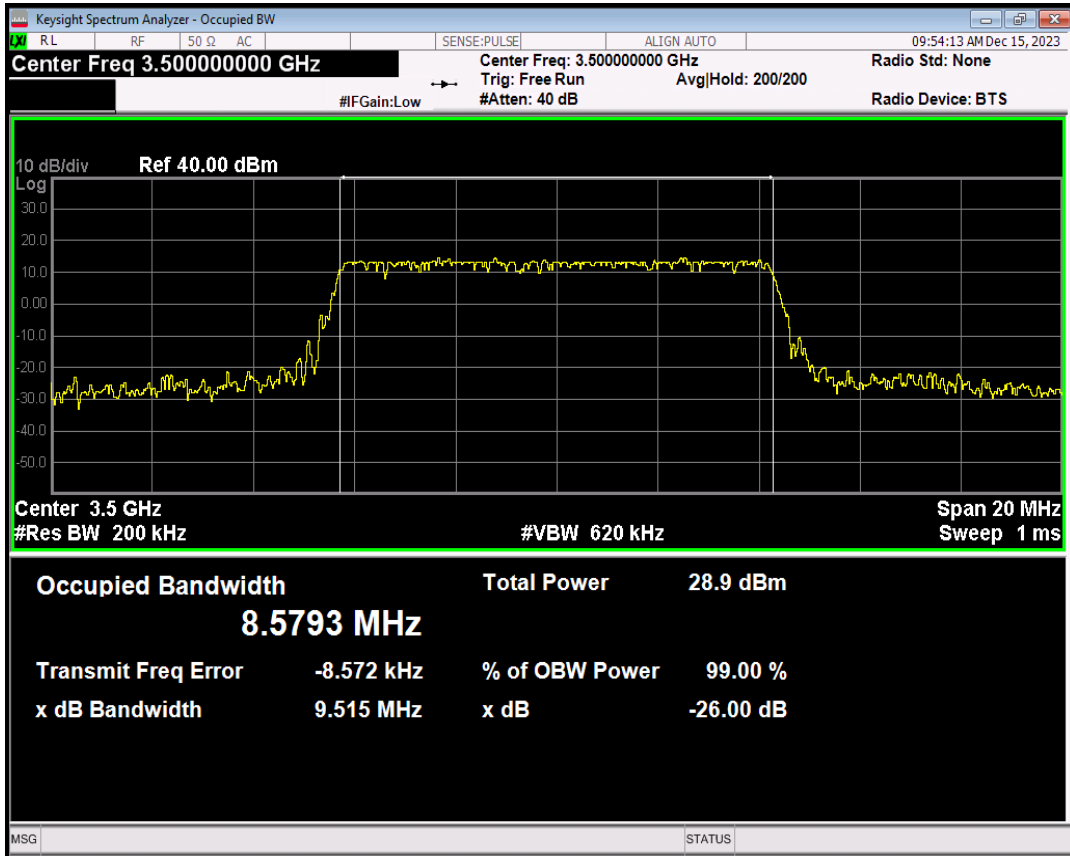 Keysight Spectrum Analyzer - Occupied BW
LXI RL RF 50 Ω AC SENSE:PULSE ALIGN AUTO 09:54:13 AM Dec 15, 2023
Center Freq 3.500000000 GHz Center Freq: 3.500000000 GHz Radio Std: None
Trig: Free Run Avg|Hold: 200/200
#IFGain:Low #Atten: 40 dB Radio Device: BTS
10 dB/div Ref 40.00 dBm
Log
30.0
20.0
10.0
0.00
-10.0
-20.0
-30.0
-40.0
-50.0
Center 3.5 GHz Span 20 MHz
#Res BW 200 kHz #VBW 620 kHz Sweep 1 ms
Occupied Bandwidth Total Power 28.9 dBm
8.5793 MHz
Transmit Freq Error -8.572 kHz % of OBW Power 99.00 %
x dB Bandwidth 9.515 MHz x dB -26.00 dB
MSG STATUS